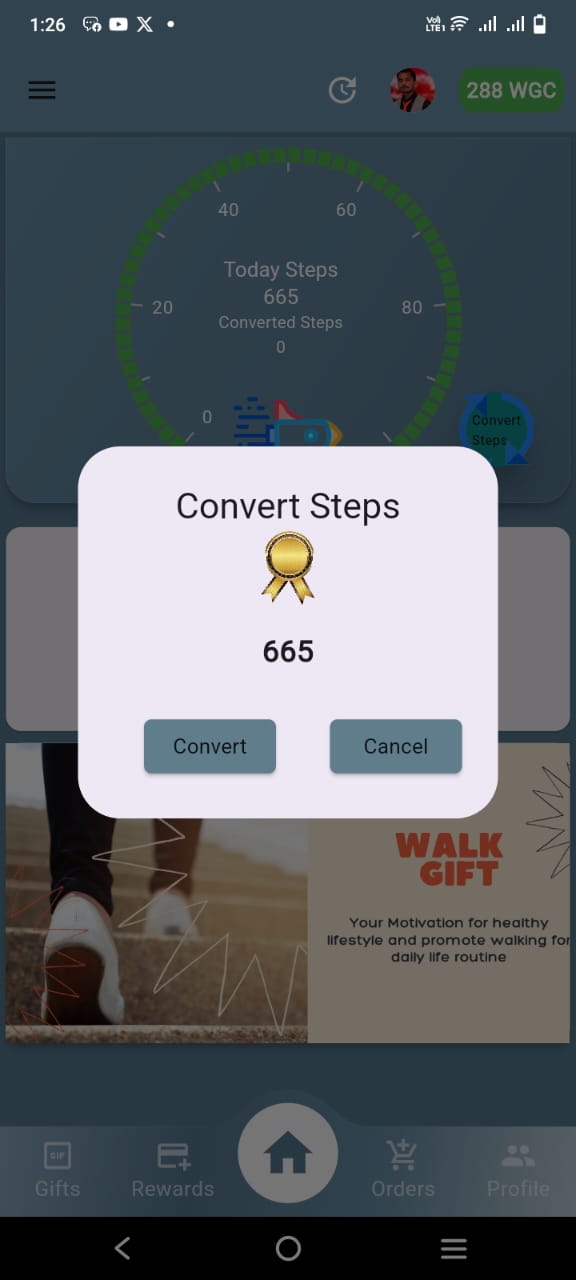 1:26
Vo)
LTE1
288 WGC
40
60
Today Steps
665
20
80
Converted Steps
0
0
Convert
Steps
Convert Steps
665
Convert
Cancel
WALK
GIFT
Your Motivation for healthy
lifestyle and promote walking for
daily life routine
GIF
Gifts
Rewards
Orders
Profile